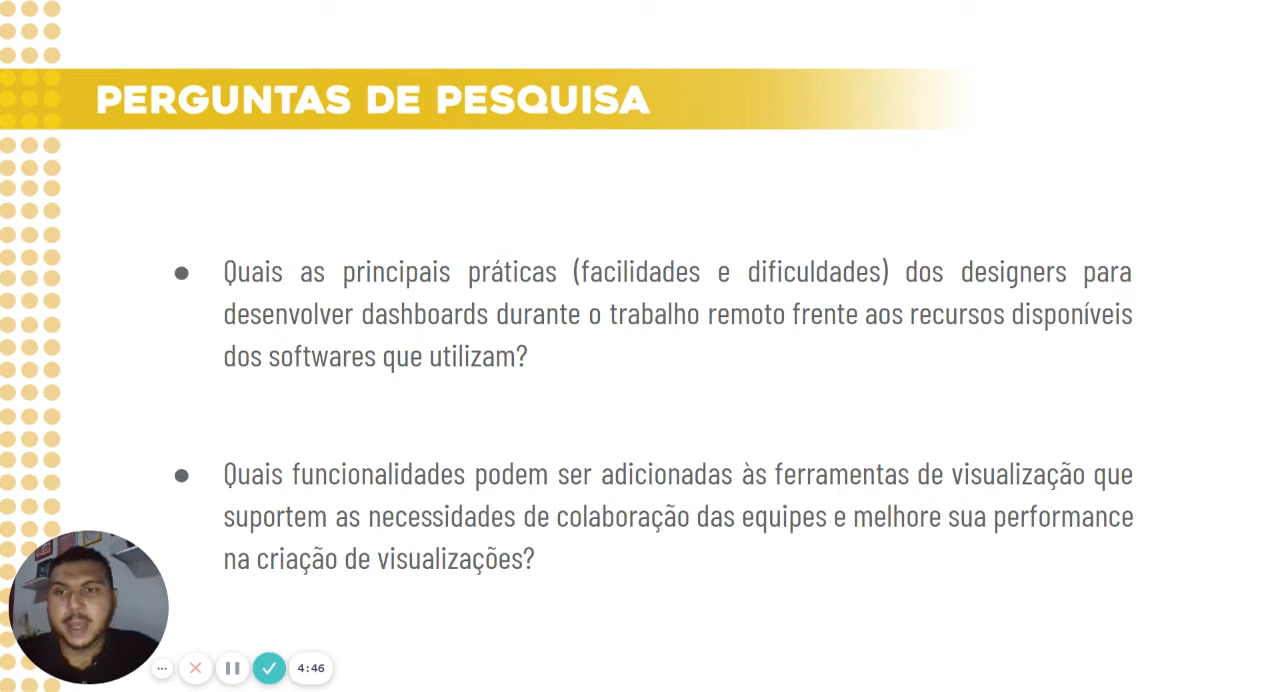 PERGUNTAS DE PESQUISA
● Quais as principais práticas (facilidades e dificuldades) dos designers para
desenvolver dashboards durante o trabalho remoto frente aos recursos disponíveis
dos softwares que utilizam?
● Quais funcionalidades podem ser adicionadas às ferramentas de visualização que
suportem as necessidades de colaboração das equipes e melhore sua performance
na criação de visualizações?
4:46